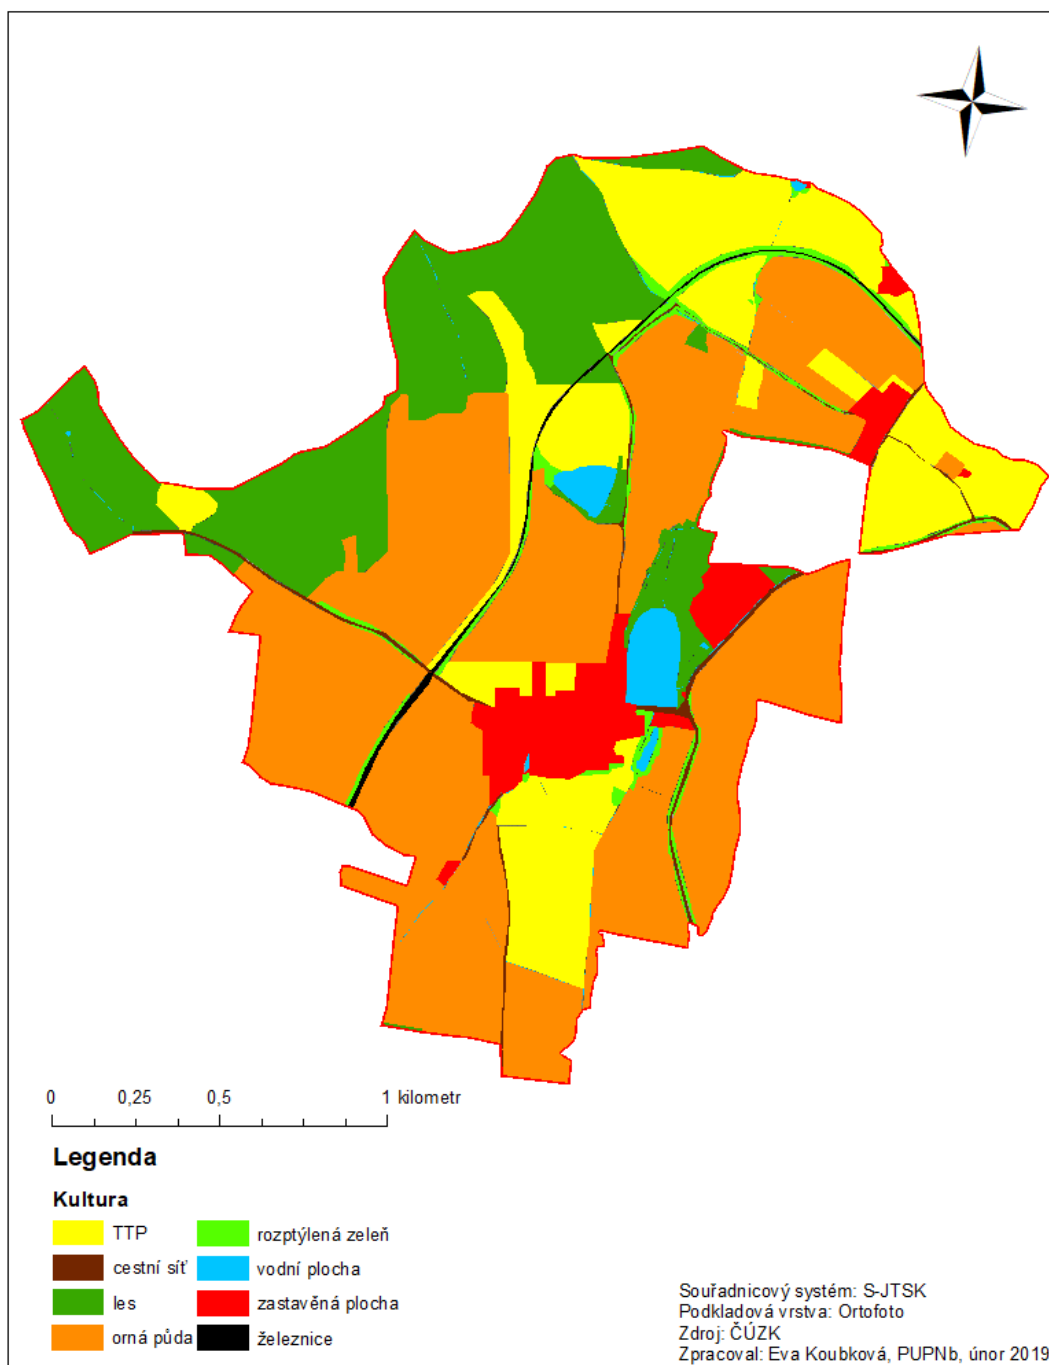 0 0,25 0,5 1 kilometr
Legenda
Kultura
TTP
cestní síť
les
orná půda
rozptýlená zeleň
vodní plocha
zastavěná plocha
železnice
Souřadnicový systém: S-JTSK
Podkladová vrstva: Ortofoto
Zdroj: ČÚZK
Zpracoval: Eva Koubková, PUPNb, únor 2019